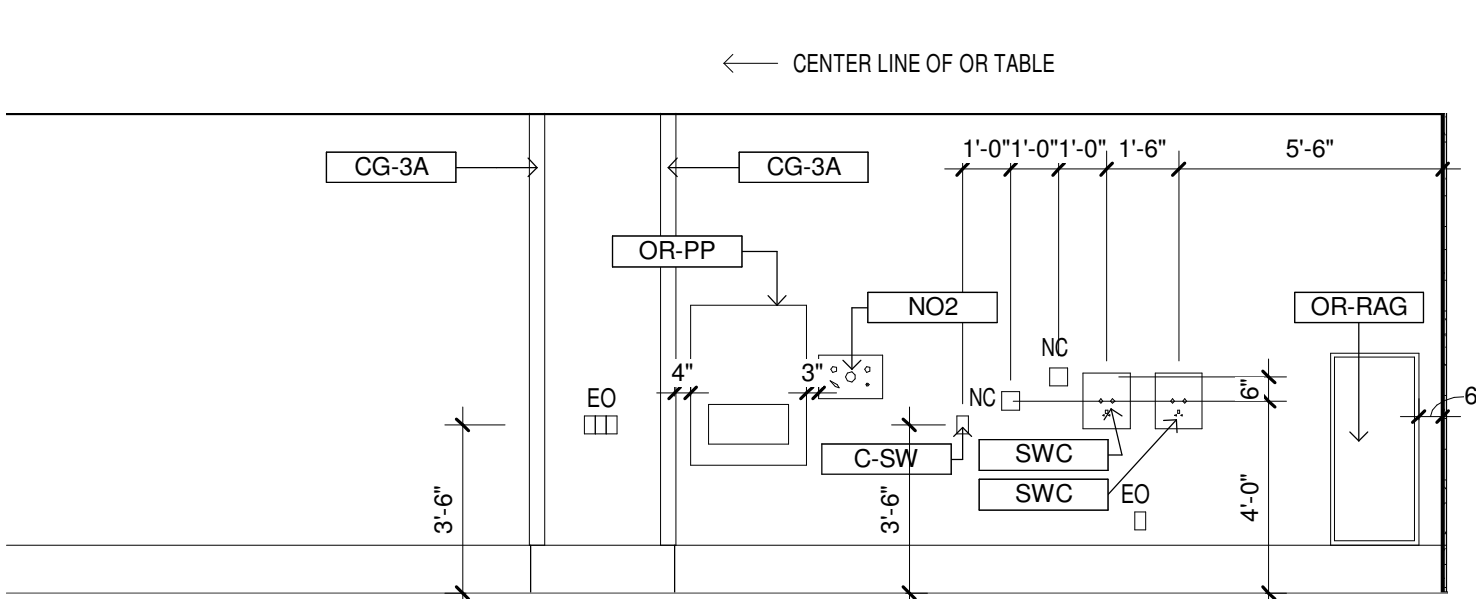 CENTER LINE OF OR TABLE
1'-0" 1'-0" 1'-0" 1'-6" 5'-6"
CG-3A
CG-3A
OR-PP
NO2
OR-RAG
NC
4"
3"
6"
EO
NC
6
C-SW
SWC
SWC
EO
3'-6"
3'-6"
4'-0"